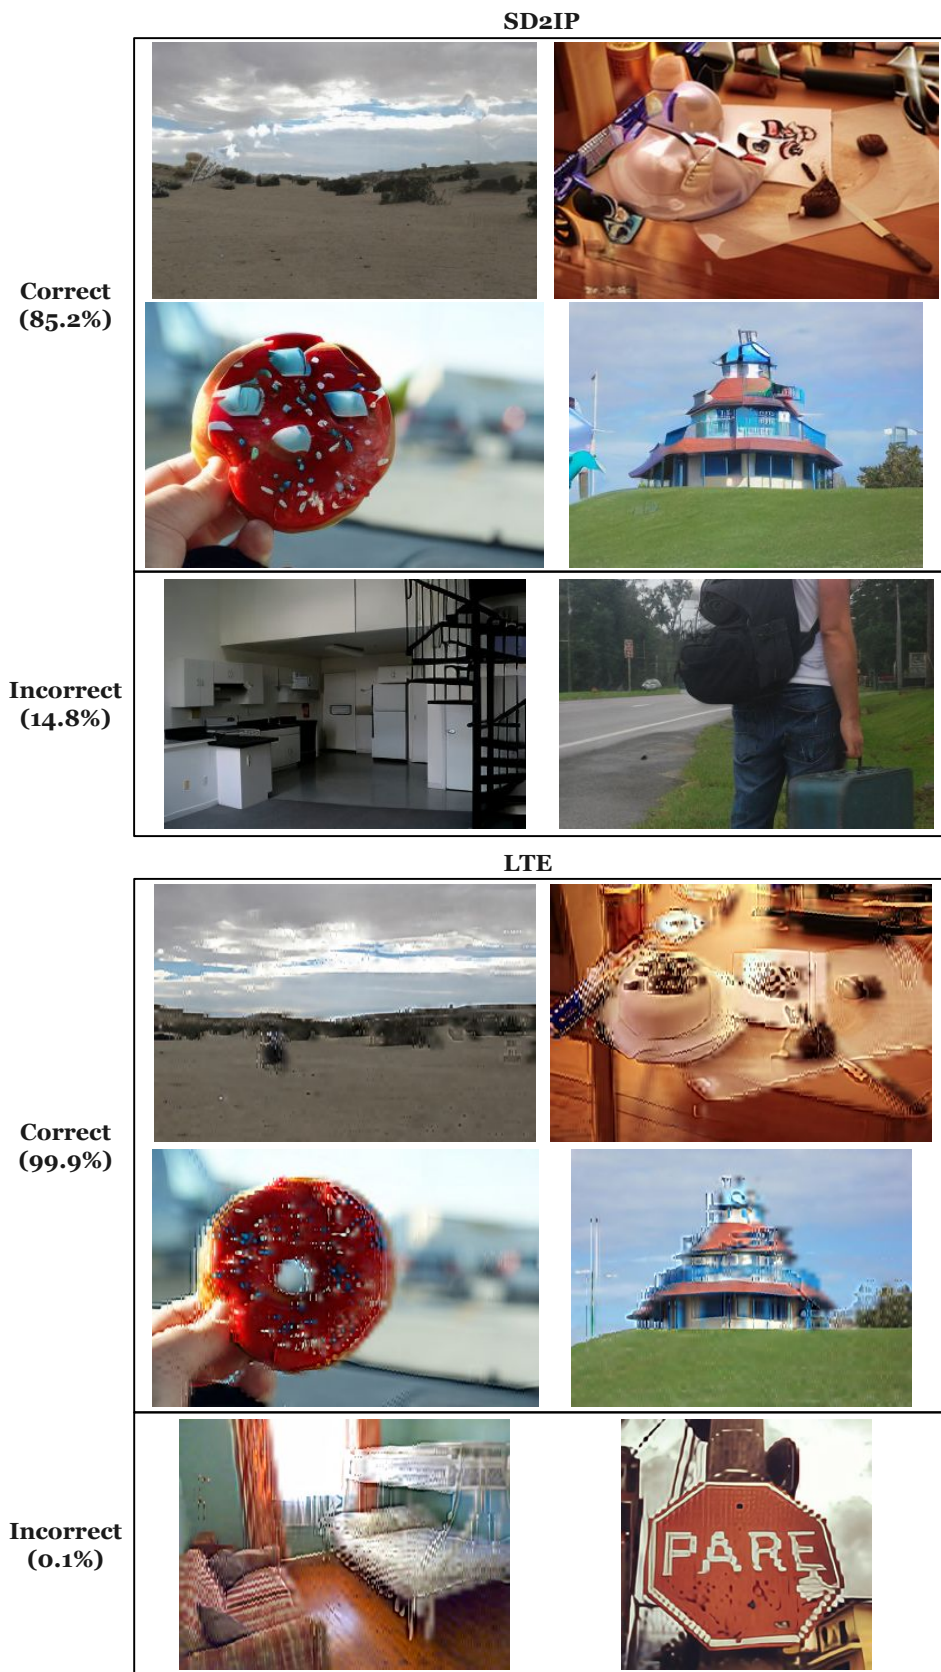 SD2IP
Correct
(85.2%)
Incorrect
(14.8%)
LTE
Correct
(99.9%)
Incorrect
(0.1%)
PARE